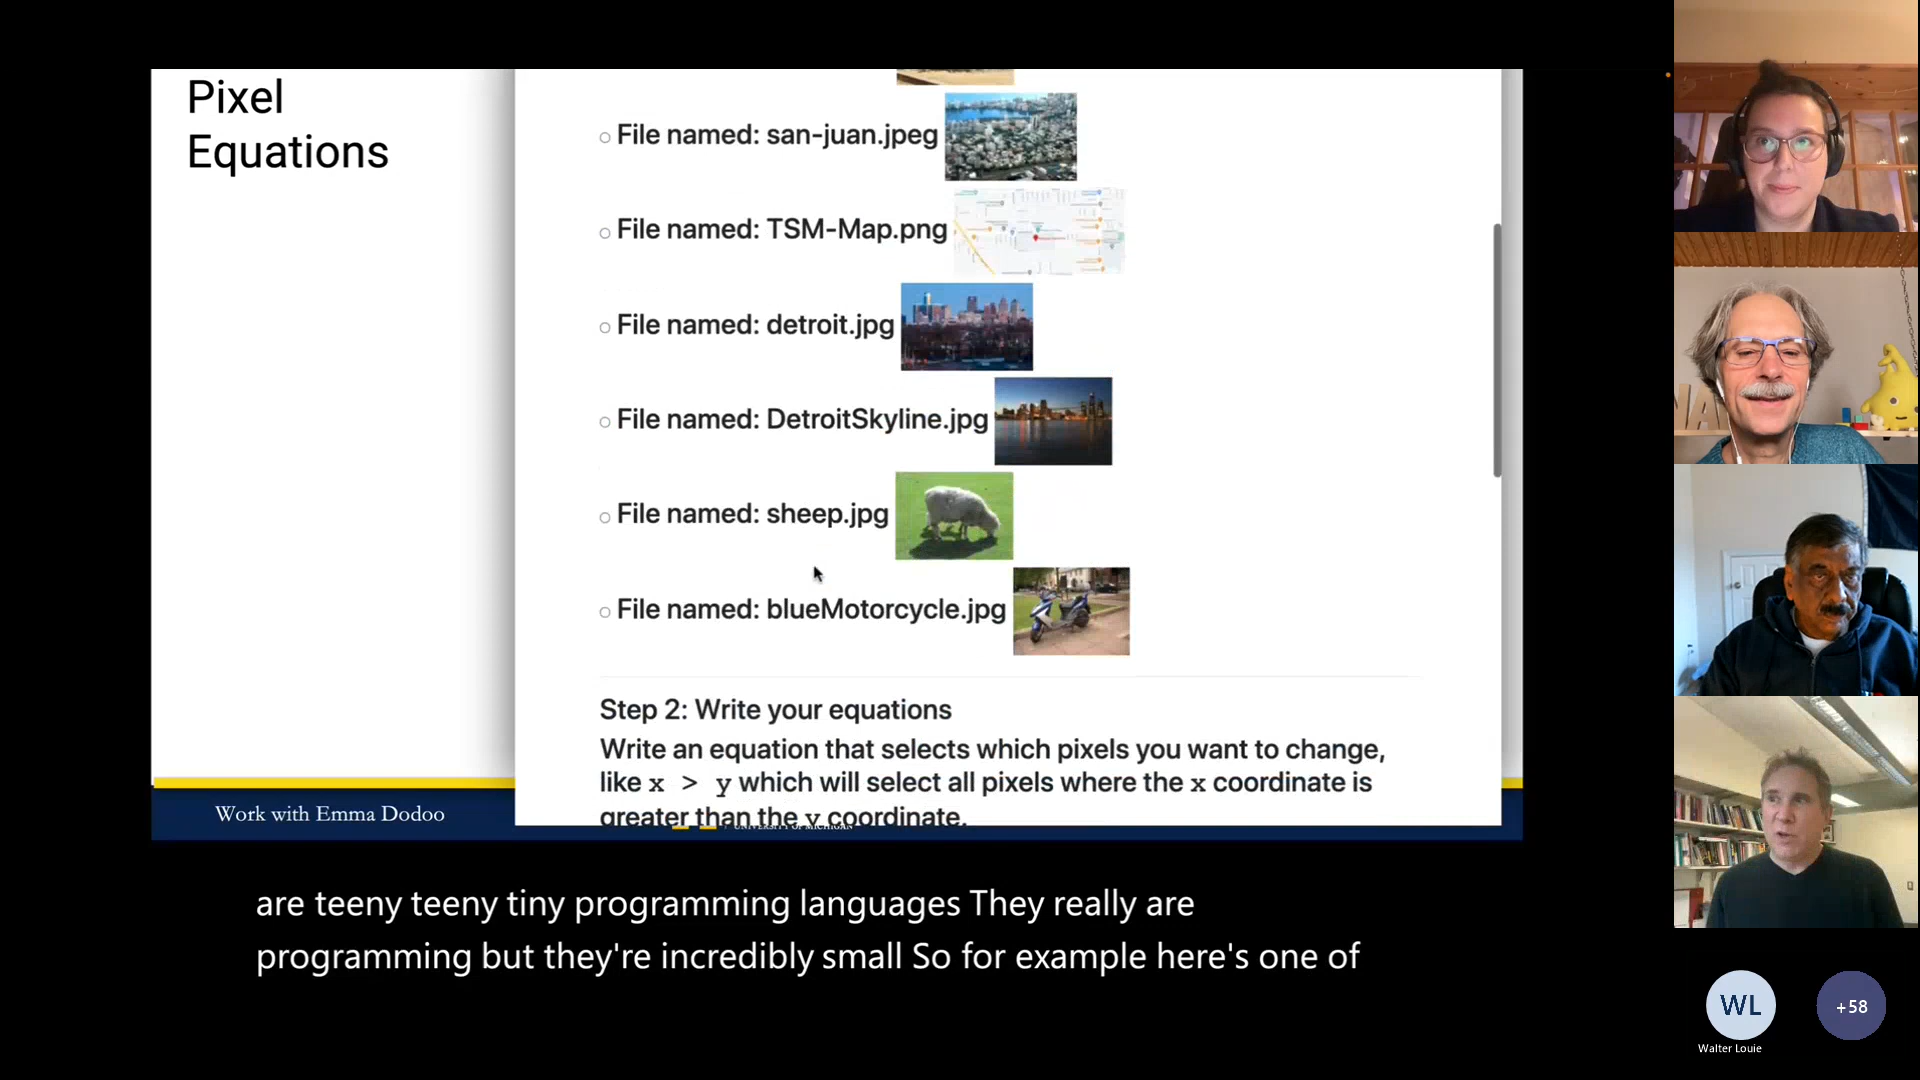 Pixel
Equations
File named: san-juan.jpeg
File named: TSM-Map.png
File named: detroit.jpg
File named: DetroitSkyline.jpg
File named: sheep.jpg
File named: blueMotorcycle.jpg
Step 2: Write your equations
Write an equation that selects which pixels you want to change,
like x > y which will select all pixels where the x coordinate is
greater than the y coordinate.
Work with Emma Dodoo
UNIVERSITY OF MICHIGAN
are teeny teeny tiny programming languages They really are
programming but they're incredibly small So for example here's one of
WL
+58
Walter Louie